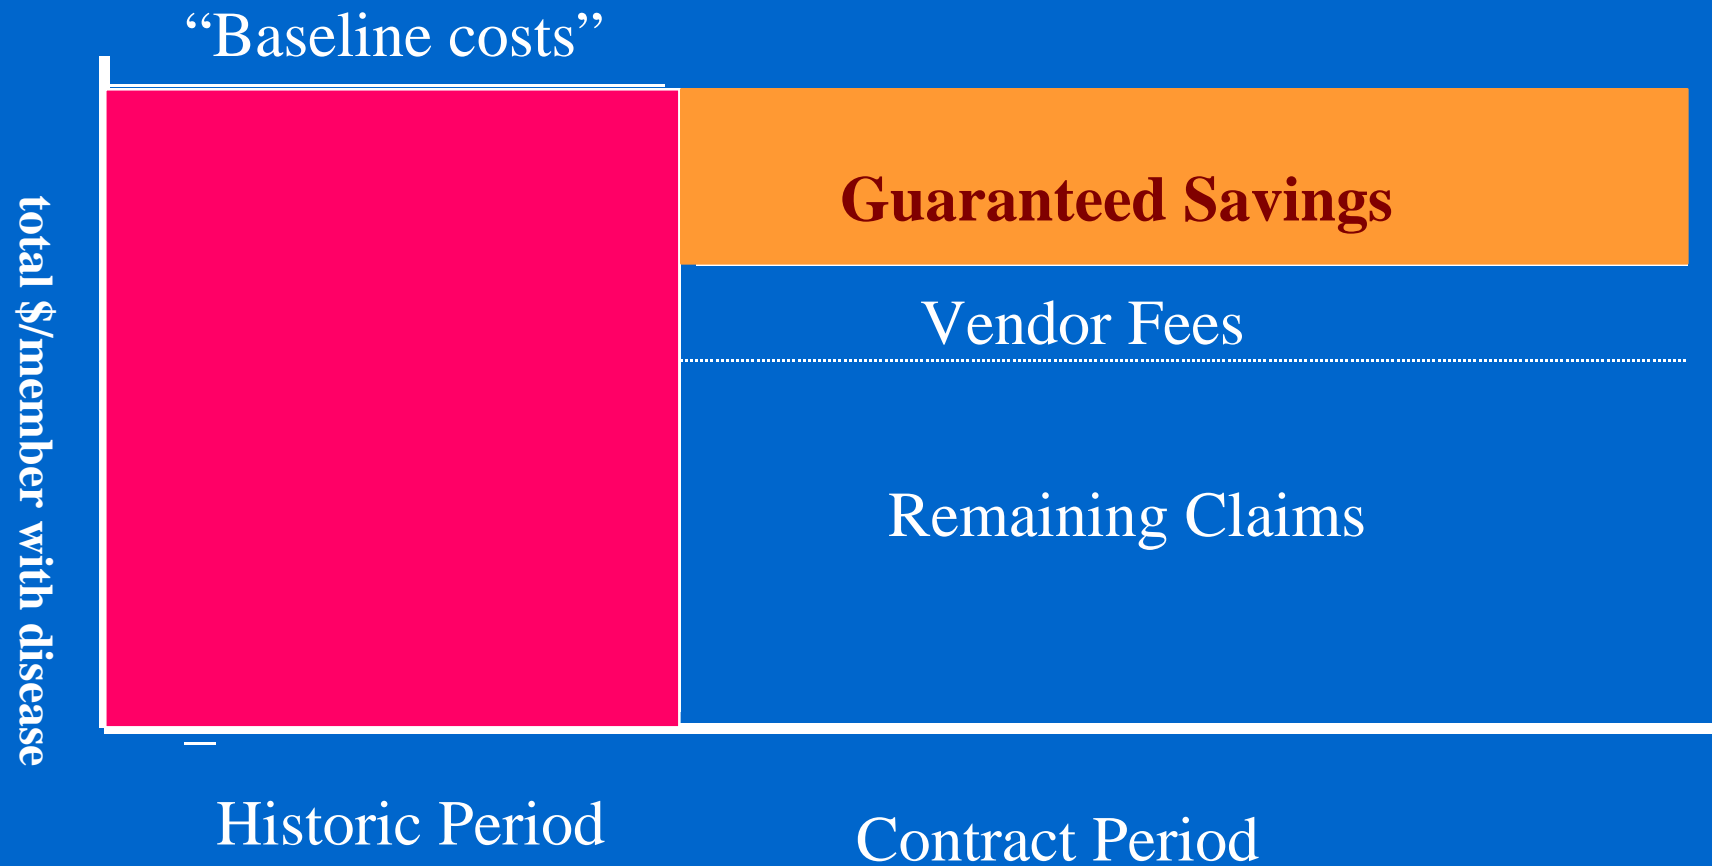 “Baseline costs”
total $/member with disease
Guaranteed Savings
Vendor Fees
Remaining Claims
Historic Period
Contract Period